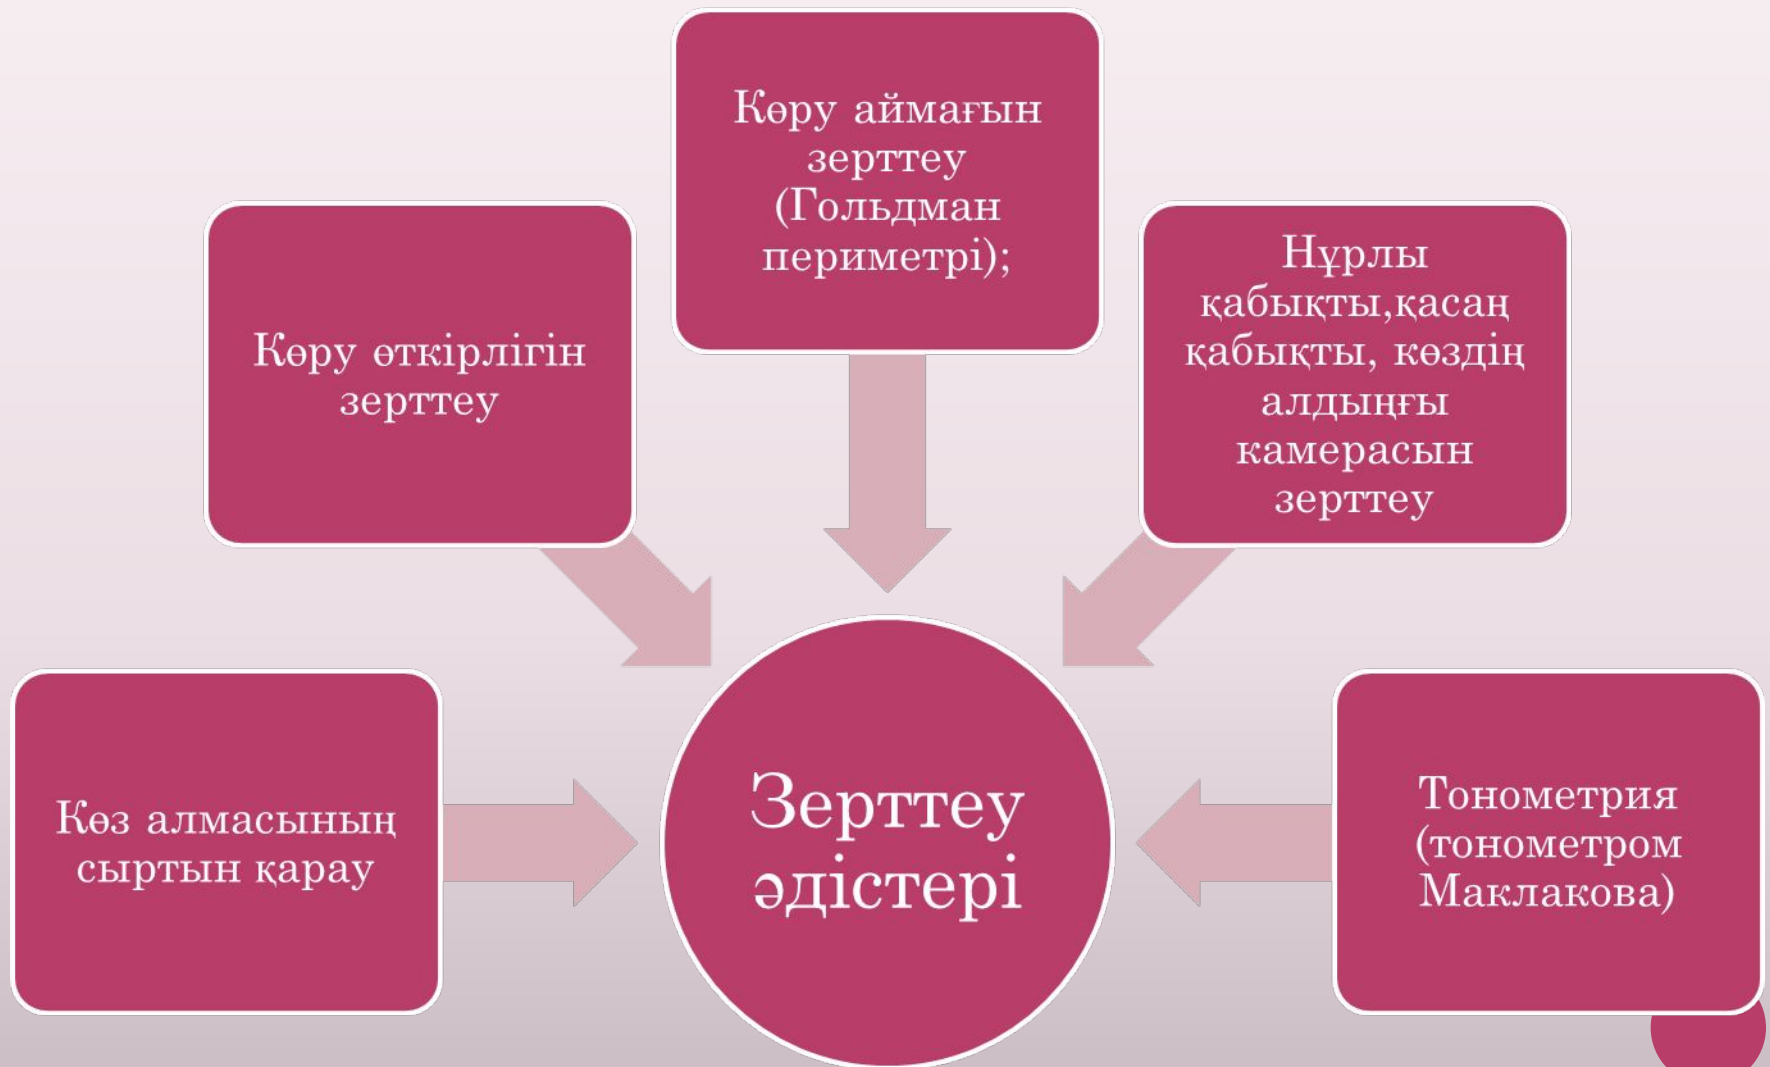 Көру аймағын
зерттеу
(Гольдман
периметрі);
Көру өткірлігін
зерттеу
Нұрлы
қабықты,қасаң
қабықты, көздің
алдыңғы
камерасын
зерттеу
Көз алмасының
сыртын қарау
Зерттеу
әдістері
Тонометрия
(тонометром
Маклакова)